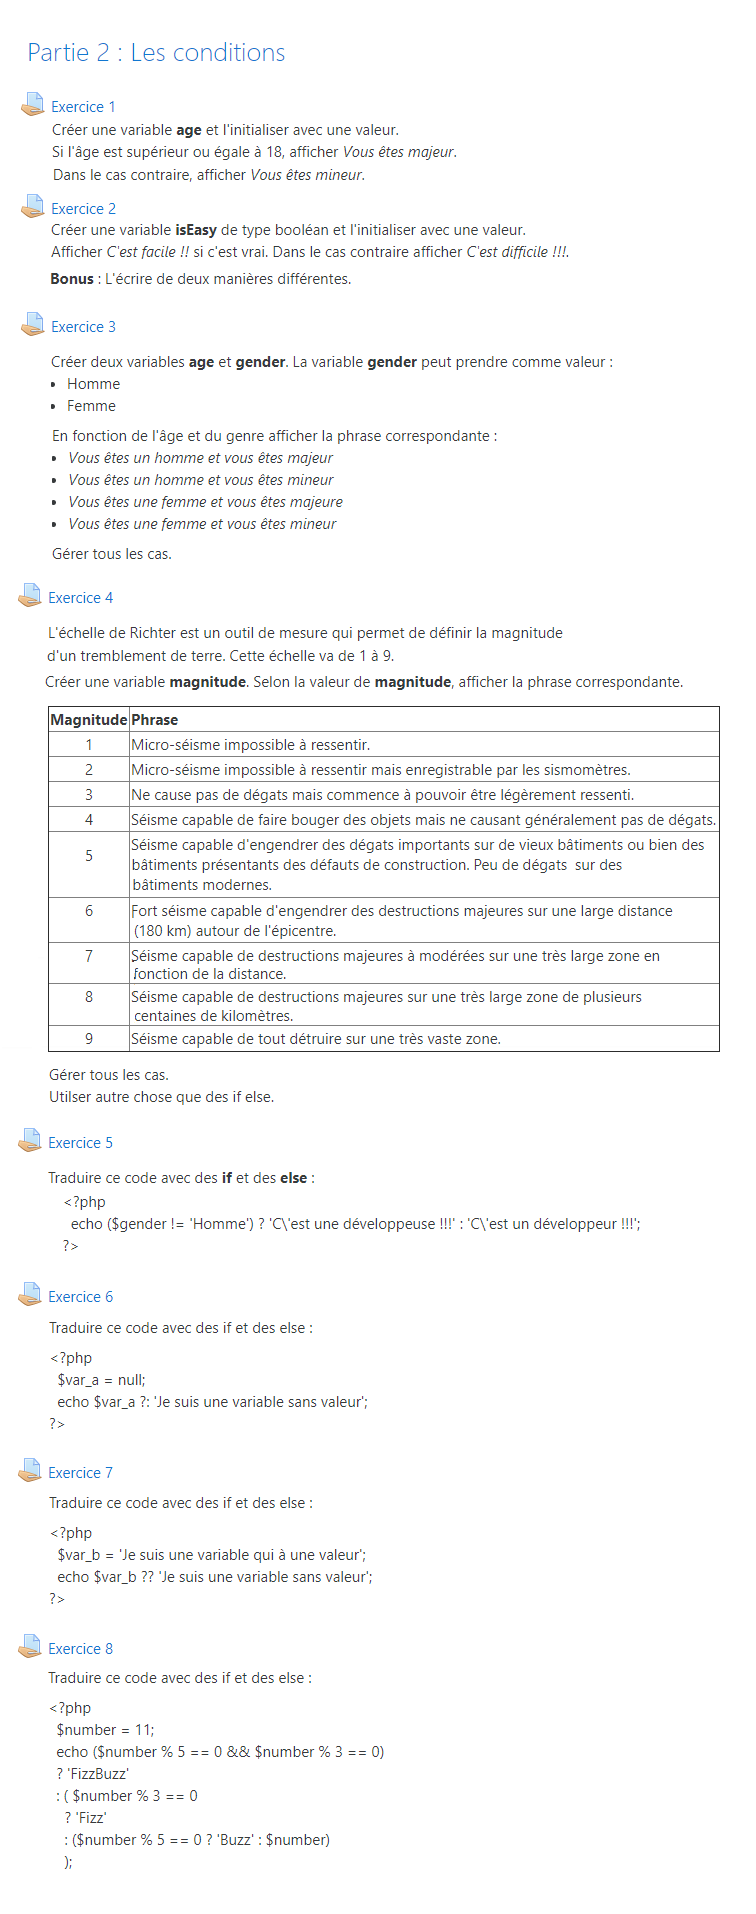 Partie 2 : Les conditions
Exercice 1
Créer une variable age et l'initialiser avec une valeur.
Si l'âge est supérieur ou égale à 18, afficher Vous êtes majeur.
Dans le cas contraire, afficher Vous êtes mineur.
Exercice 2
Créer une variable isEasy de type booléan et l'initialiser avec une valeur.
Afficher C'est facile !! si c'est vrai. Dans le cas contraire afficher C'est difficile !!!.
Bonus : L'écrire de deux manières différentes.
Exercice 3
Créer deux variables age et gender. La variable gender peut prendre comme valeur :
• Homme
• Femme
En fonction de l'âge et du genre afficher la phrase correspondante :
• Vous êtes un homme et vous êtes majeur
• Vous êtes un homme et vous êtes mineur
• Vous êtes une femme et vous êtes majeure
• Vous êtes une femme et vous êtes mineur
Gérer tous les cas.
Exercice 4
L'échelle de Richter est un outil de mesure qui permet de définir la magnitude
d'un tremblement de terre. Cette échelle va de 1 à 9.
Créer une variable magnitude. Selon la valeur de magnitude, afficher la phrase correspondante.
Magnitude Phrase
1 Micro-séisme impossible à ressentir.
2 Micro-séisme impossible à ressentir mais enregistrable par les sismomètres.
3 Ne cause pas de dégats mais commence à pouvoir être légèrement ressenti.
4 Séisme capable de faire bouger des objets mais ne causant généralement pas de dégats.
5 Séisme capable d'engendrer des dégats importants sur de vieux bâtiments ou bien des
bâtiments présentants des défauts de construction. Peu de dégats sur des
bâtiments modernes.
6 Fort séisme capable d'engendrer des destructions majeures sur une large distance
(180 km) autour de l'épicentre.
7 Séisme capable de destructions majeures à modérées sur une très large zone en
fonction de la distance.
8 Séisme capable de destructions majeures sur une très large zone de plusieurs
centaines de kilomètres.
9 Séisme capable de tout détruire sur une très vaste zone.
Gérer tous les cas.
Utilser autre chose que des if else.
Exercice 5
Traduire ce code avec des if et des else :
<?php
echo ($gender != 'Homme') ? 'C\'est une développeuse !!!' : 'C\'est un développeur !!!';
?>
Exercice 6
Traduire ce code avec des if et des else :
<?php
$var_a = null;
echo $var_a ?: 'Je suis une variable sans valeur';
?>
Exercice 7
Traduire ce code avec des if et des else :
<?php
$var_b = 'Je suis une variable qui à une valeur';
echo $var_b ?? 'Je suis une variable sans valeur';
?>
Exercice 8
Traduire ce code avec des if et des else :
<?php
$number = 11;
echo ($number % 5 == 0 && $number % 3 == 0)
? 'FizzBuzz'
: ( $number % 3 == 0
? 'Fizz'
: ($number % 5 == 0 ? 'Buzz' : $number)
);